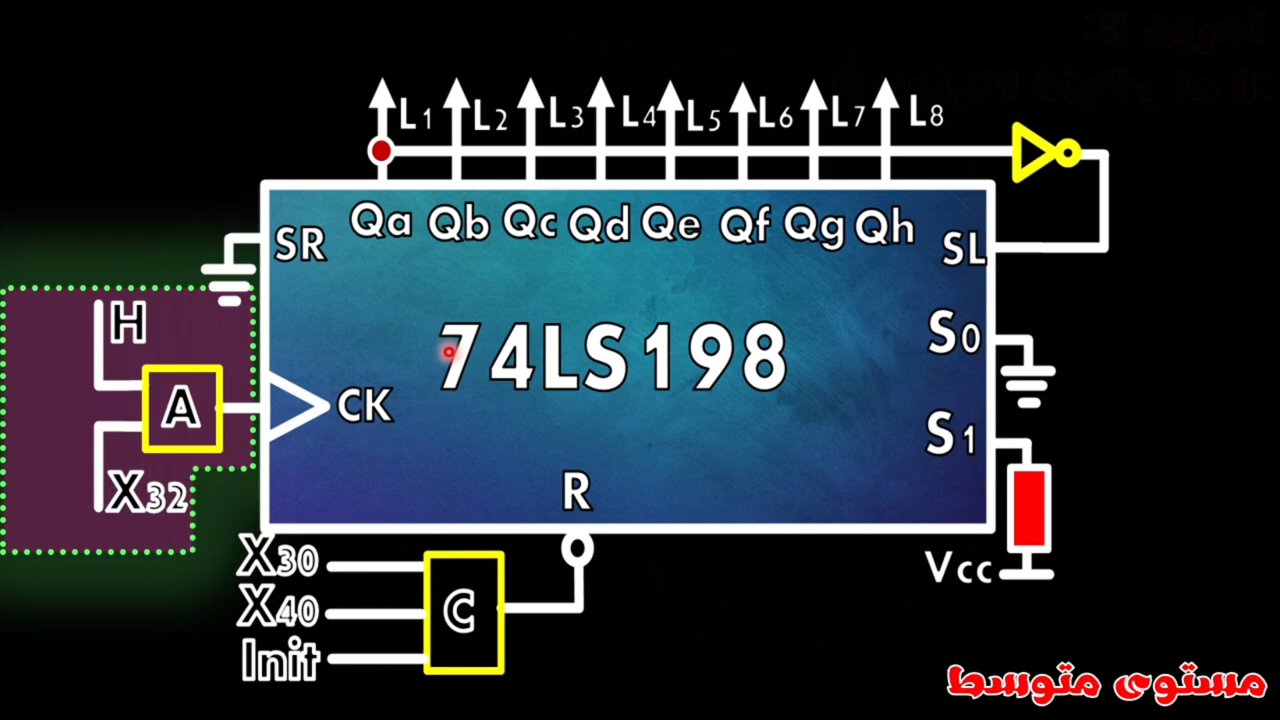 L1 L2 L3 L4 L5 L6 L7 L8
Qa Qb Qc Qd Qe Qf Qg Qh
SR SL
H
74LS198
S0
A CK
S1
X32
R
X30 Vcc
X40 C
Init
مستوى متوسط